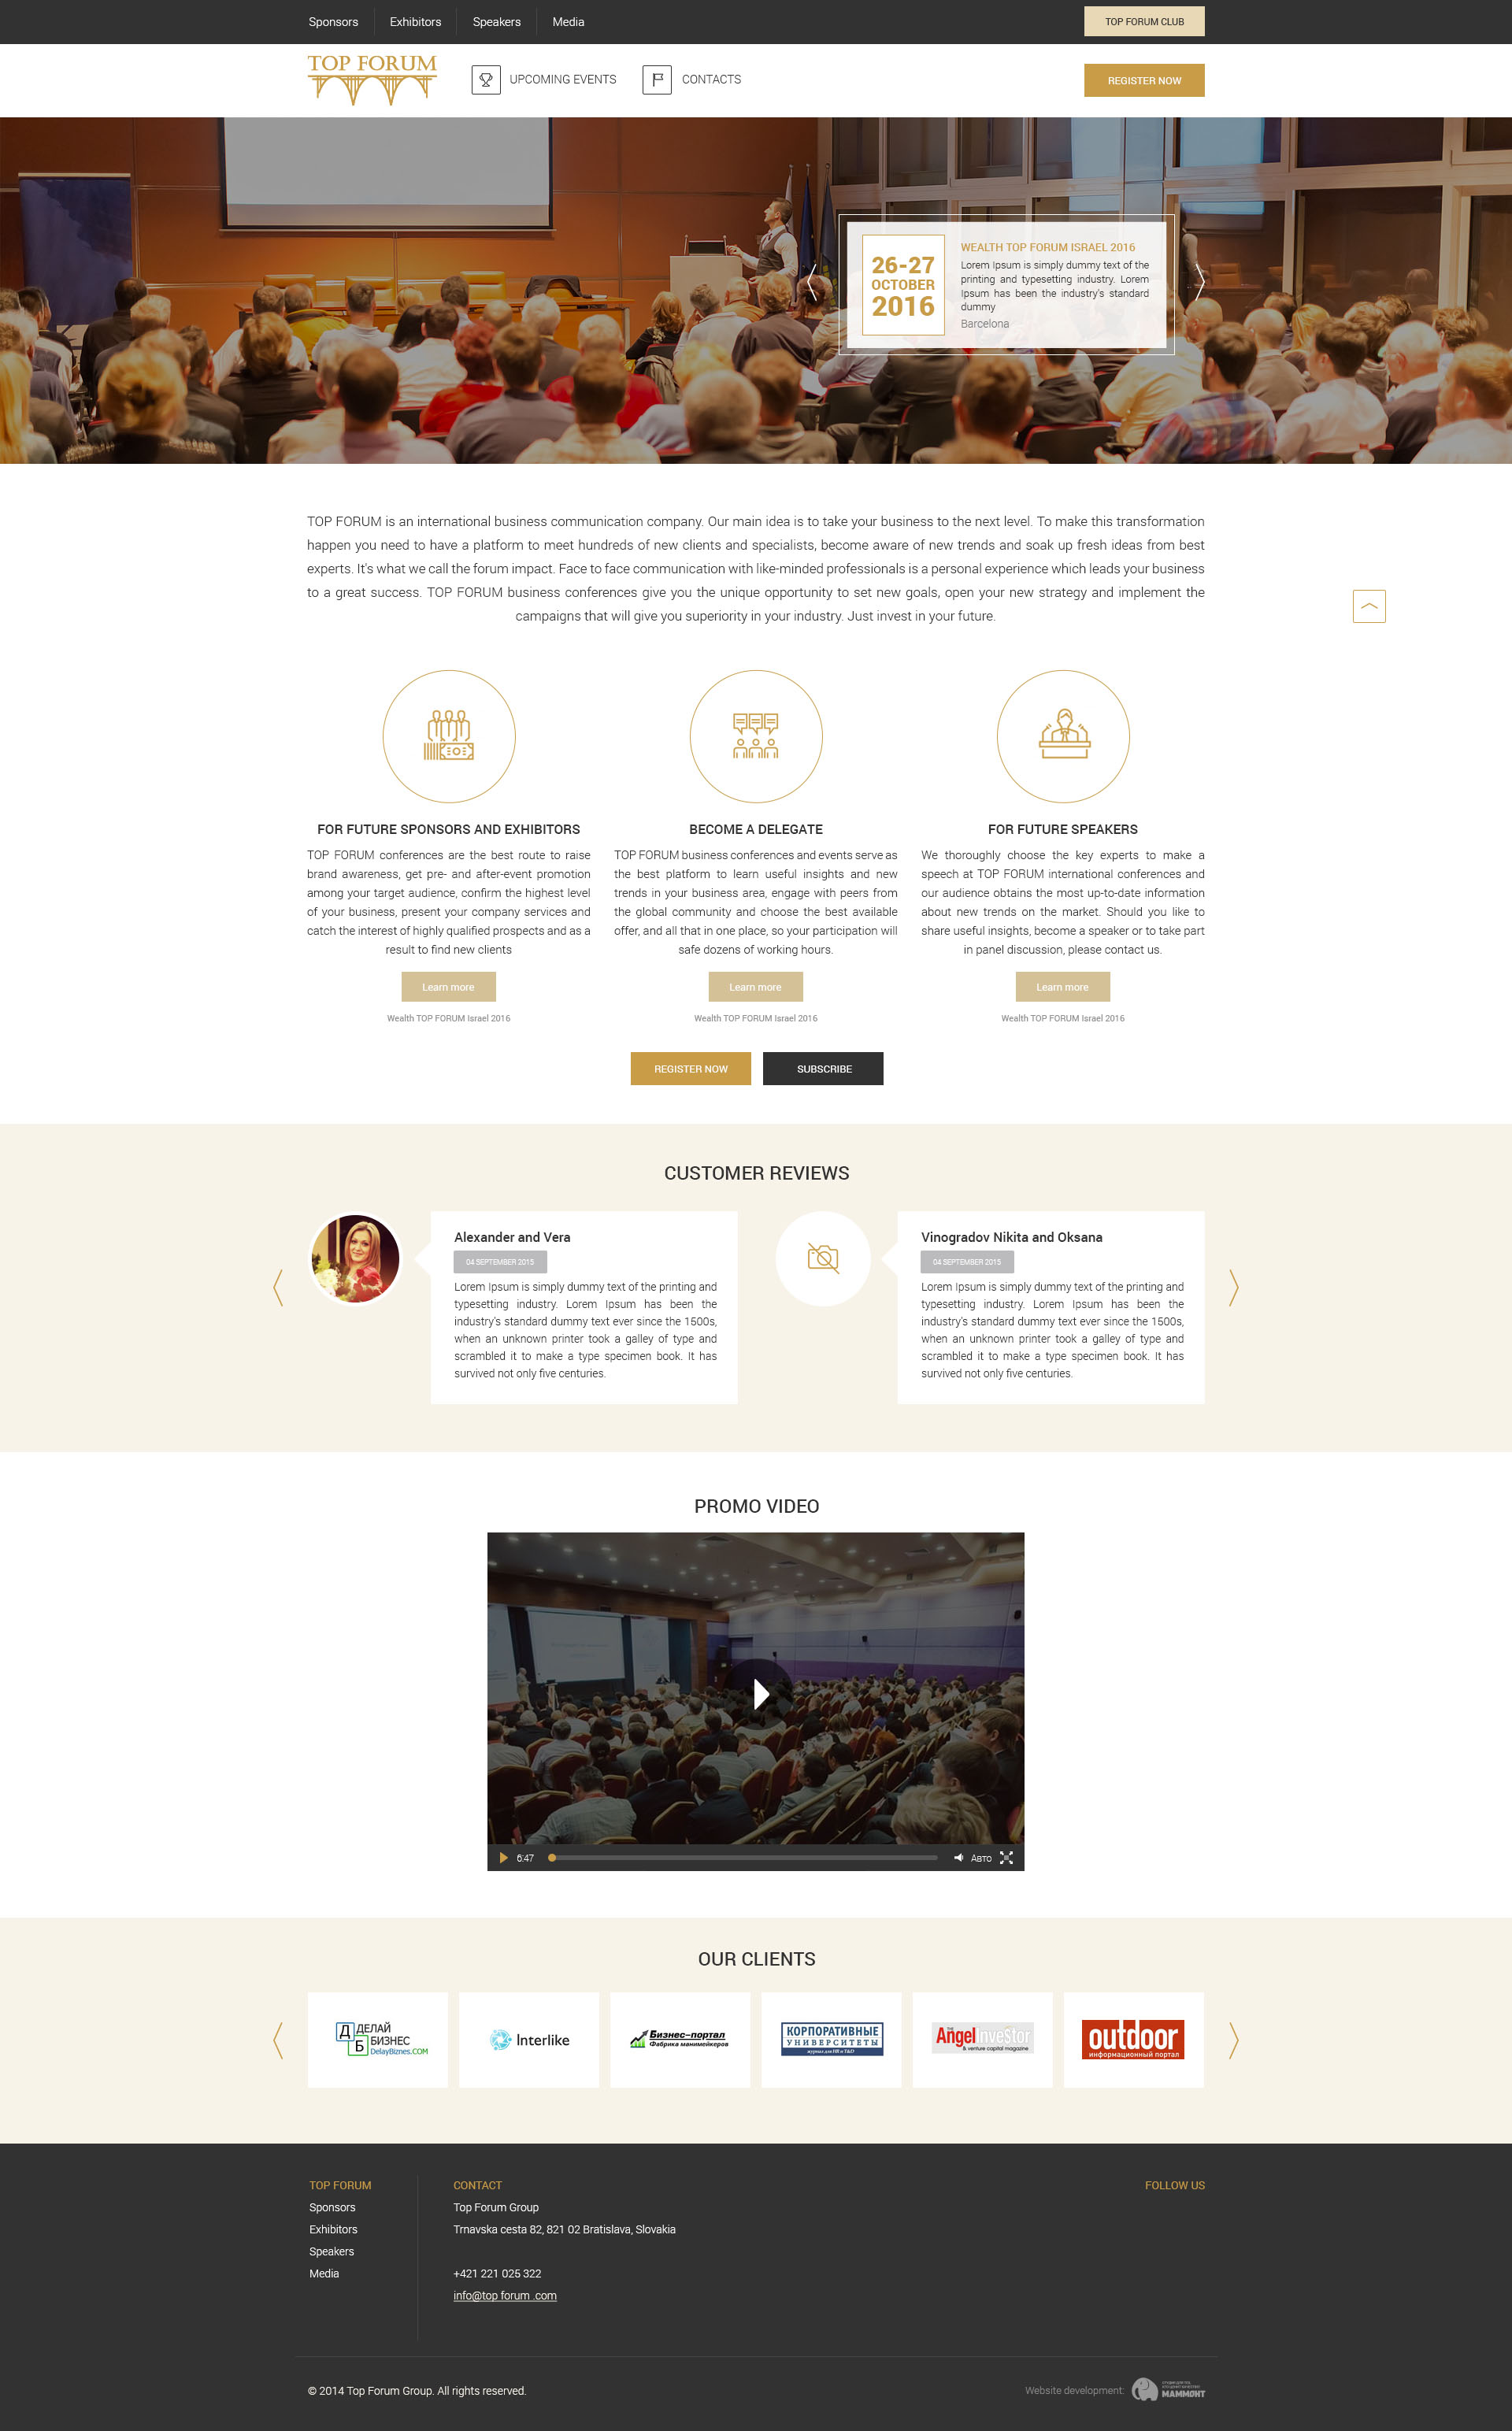 Sponsors
Exhibitors
Speakers
Media
TOP FORUM CLUB
TOP FORUM
UPCOMING EVENTS
CONTACTS
REGISTER NOW
26-27
OCTOBER
2016
WEALTH TOP FORUM ISRAEL 2016
Lorem Ipsum is simply dummy text of the
printing and typesetting industry. Lorem
Ipsum has been the industry's standard
dummy
Barcelona
TOP FORUM is an international business communication company. Our main idea is to take your business to the next level. To make this transformation
happen you need to have a platform to meet hundreds of new clients and specialists, become aware of new trends and soak up fresh ideas from best
experts. It's what we call the forum impact. Face to face communication with like-minded professionals is a personal experience which leads your business
to a great success. TOP FORUM business conferences give you the unique opportunity to set new goals, open your new strategy and implement the
campaigns that will give you superiority in your industry. Just invest in your future.
FOR FUTURE SPONSORS AND EXHIBITORS
TOP FORUM conferences are the best route to raise
brand awareness, get pre- and after-event promotion
among your target audience, confirm the highest level
of your business, present your company services and
catch the interest of highly qualified prospects and as a
result to find new clients
Learn more
Wealth TOP FORUM Israel 2016
BECOME A DELEGATE
TOP FORUM business conferences and events serve as
the best platform to learn useful insights and new
trends in your business area, engage with peers from
the global community and choose the best available
offer, and all that in one place, so your participation will
safe dozens of working hours.
Learn more
Wealth TOP FORUM Israel 2016
FOR FUTURE SPEAKERS
We thoroughly choose the key experts to make a
speech at TOP FORUM international conferences and
our audience obtains the most up-to-date information
about new trends on the market. Should you like to
share useful insights, become a speaker or to take part
in panel discussion, please contact us.
Learn more
Wealth TOP FORUM Israel 2016
REGISTER NOW
SUBSCRIBE
CUSTOMER REVIEWS
Alexander and Vera
04 SEPTEMBER 2015
Lorem Ipsum is simply dummy text of the printing and
typesetting industry. Lorem Ipsum has been the
industry's standard dummy text ever since the 1500s,
when an unknown printer took a galley of type and
scrambled it to make a type specimen book. It has
survived not only five centuries.
Vinogradov Nikita and Oksana
04 SEPTEMBER 2015
Lorem Ipsum is simply dummy text of the printing and
typesetting industry. Lorem Ipsum has been the
industry's standard dummy text ever since the 1500s,
when an unknown printer took a galley of type and
scrambled it to make a type specimen book. It has
survived not only five centuries.
PROMO VIDEO
6:47
Авто
OUR CLIENTS
ДЕЛАЙ
БИЗНЕС
Д
Б
DelayBiznes.COM
Interlike
Бизнес-портал
Фабрика манимейкеров
КОРПОРАТИВНЫЕ
УНИВЕРСИТЕТЫ
журнал для HR и T&D
THE
Angel investor
& venture capital magazine
outdoor
информационный портал
TOP FORUM
Sponsors
Exhibitors
Speakers
Media
CONTACT
Top Forum Group
Trnavska cesta 82, 821 02 Bratislava, Slovakia
+421 221 025 322
info@top forum .com
FOLLOW US
© 2014 Top Forum Group. All rights reserved.
Website development:
MAMMONT